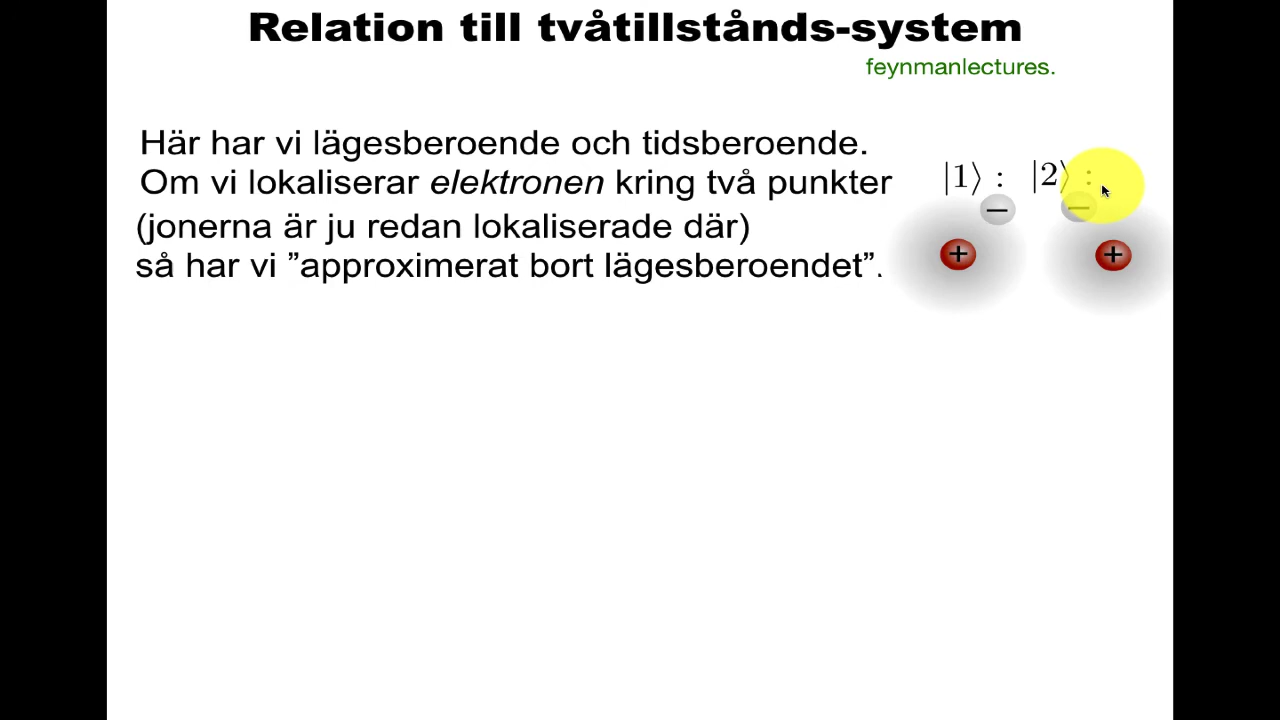 Relation till tvåtillstånds-system
feynmanlectures.
Här har vi lägesberoende och tidsberoende.
Om vi lokaliserar elektronen kring två punkter
(jonerna är ju redan lokaliserade där)
så har vi ”approximerat bort lägesberoendet”.
|1⟩ : |2⟩ :
− −
+ +